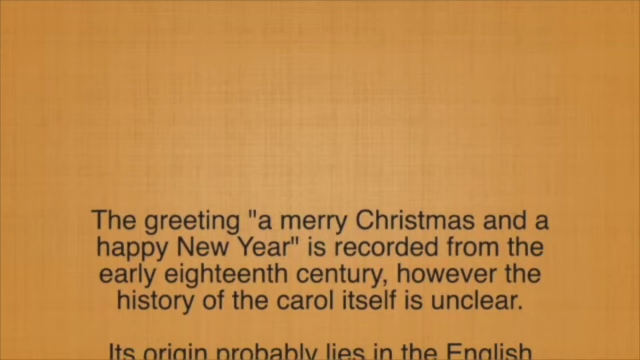 The greeting "a merry Christmas and a
happy New Year" is recorded from the
early eighteenth century, however the
history of the carol itself is unclear.
Its origin probably lies in the English